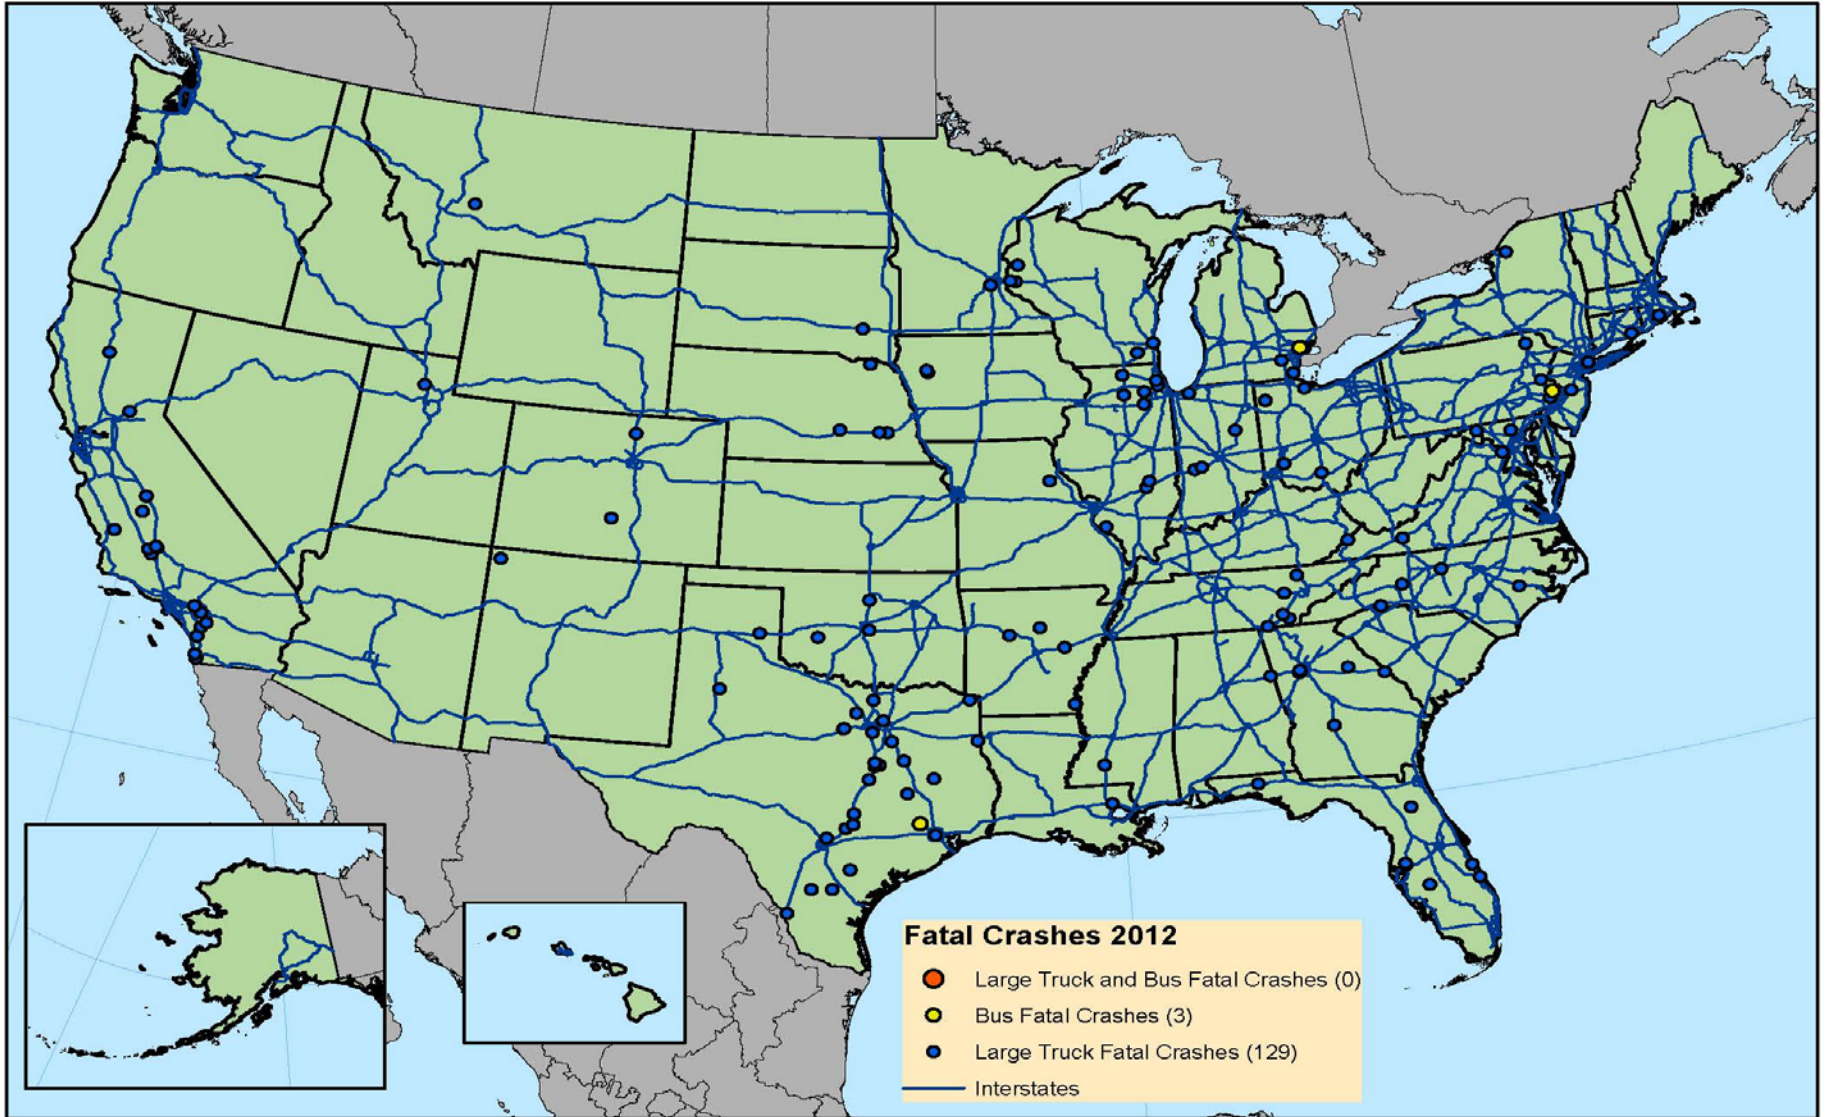 Fatal Crashes 2012
Large Truck and Bus Fatal Crashes (0)
Bus Fatal Crashes (3)
Large Truck Fatal Crashes (129)
Interstates